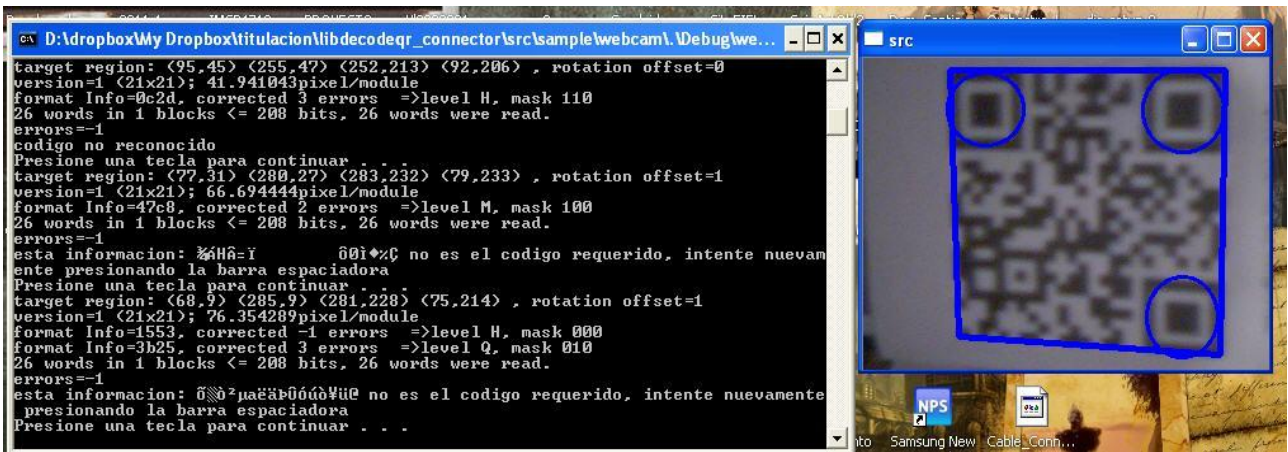 D:\dropbox\My Dropbox\titulacion\libdecodeqr_connector\src\sample\webcam\.\Debug\we...
target region: (95,45) (255,47) (252,213) (92,206) , rotation offset=0
version=1 (21x21); 41.941043pixel/module
format Info=0c2d, corrected 3 errors  =>level H, mask 110
26 words in 1 blocks <= 208 bits, 26 words were read.
errors=-1
codigo no reconocido
Presione una tecla para continuar . . .
target region: (77,31) (280,27) (283,232) (79,233) , rotation offset=1
version=1 (21x21); 66.694444pixel/module
format Info=47c8, corrected 2 errors  =>level M, mask 100
26 words in 1 blocks <= 208 bits, 26 words were read.
errors=-1
esta informacion: no es el codigo requerido, intente nuevam
ente presionando la barra espaciadora
Presione una tecla para continuar . . .
target region: (68,9) (285,9) (281,228) (75,214) , rotation offset=1
version=1 (21x21); 76.354289pixel/module
format Info=1553, corrected -1 errors  =>level H, mask 000
format Info=3b25, corrected 3 errors  =>level Q, mask 010
26 words in 1 blocks <= 208 bits, 26 words were read.
errors=-1
esta informacion: no es el codigo requerido, intente nuevamente
presionando la barra espaciadora
Presione una tecla para continuar . . .
src
NPS
Samsung New
Cable_Conn...